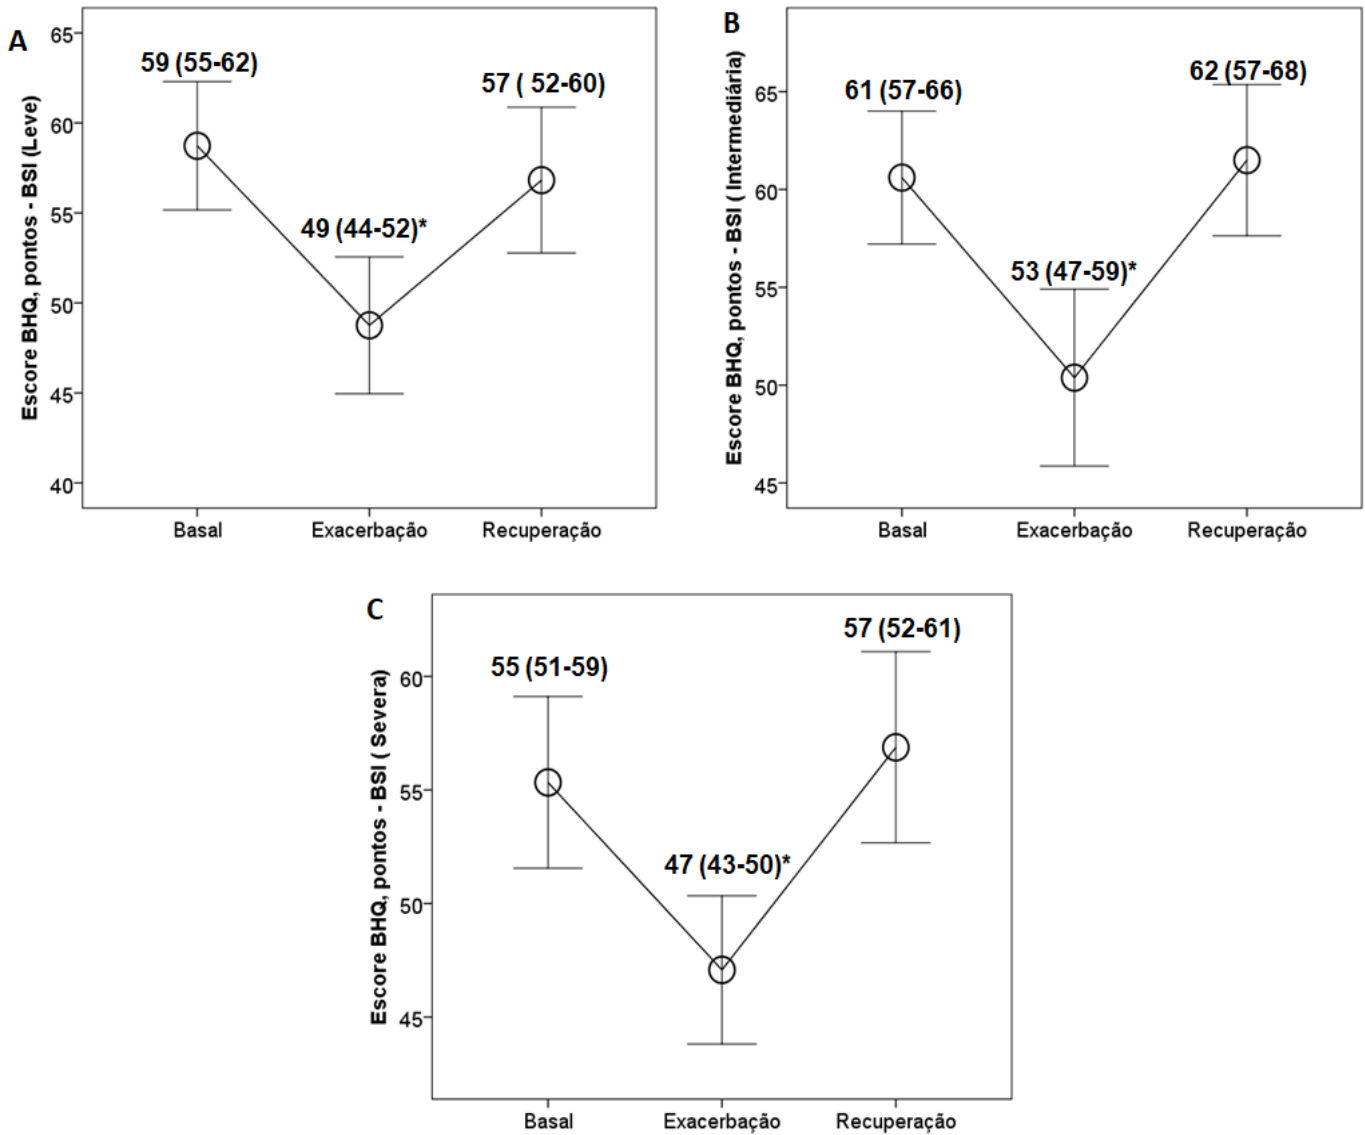 A
Escore BHQ, pontos - BSI (Leve)
65
60
55
50
45
40
59 (55-62)
49 (44-52)*
57 ( 52-60)
Basal Exacerbação Recuperação
B
Escore BHQ, pontos - BSI ( Intermediária)
65
60
55
50
45
61 (57-66)
53 (47-59)*
62 (57-68)
Basal Exacerbação Recuperação
C
Escore BHQ, pontos - BSI ( Severa)
60
55
50
45
55 (51-59)
47 (43-50)*
57 (52-61)
Basal Exacerbação Recuperação